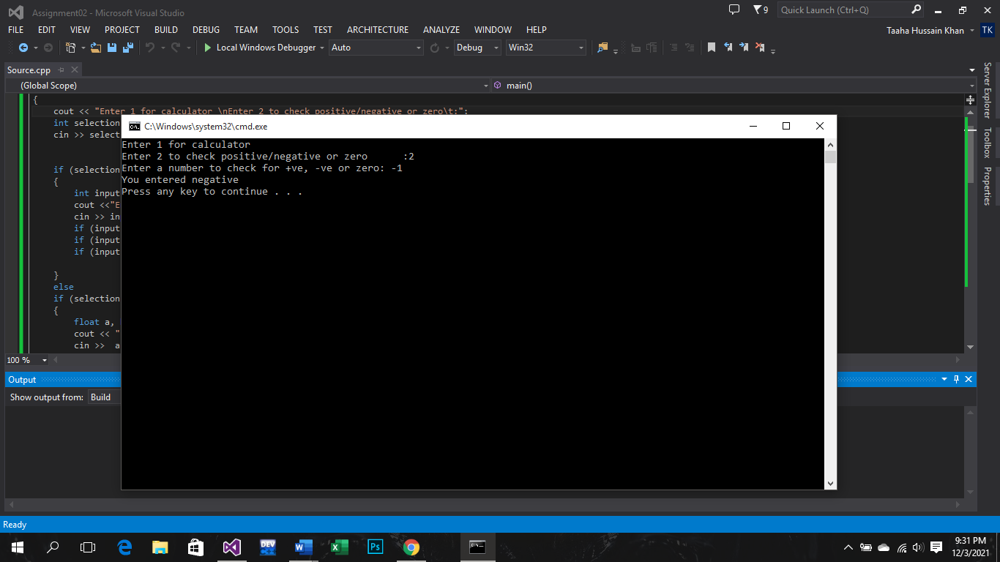 Assignment02 - Microsoft Visual Studio
9
Quick Launch (Ctrl+Q)
FILE EDIT VIEW PROJECT BUILD DEBUG TEAM TOOLS TEST ARCHITECTURE ANALYZE WINDOW HELP
Taaha Hussain Khan TK
Local Windows Debugger Auto Debug Win32
Source.cpp
(Global Scope) main()
{
cout << "Enter 1 for calculator \nEnter 2 to check positive/negative or zero\t:";
int selection
cin >> select
if (selection
{
int input
cout <<"E
cin >> in
if (input
if (input
if (input
}
else
if (selection
{
float a,
cout << "
cin >> a
100 %
C:\Windows\system32\cmd.exe
Enter 1 for calculator
Enter 2 to check positive/negative or zero :2
Enter a number to check for +ve, -ve or zero: -1
You entered negative
Press any key to continue . . .
Server Explorer
Toolbox
Properties
Output
Show output from: Build
Ready
DEV
C++
Ps
9:31 PM
12/3/2021